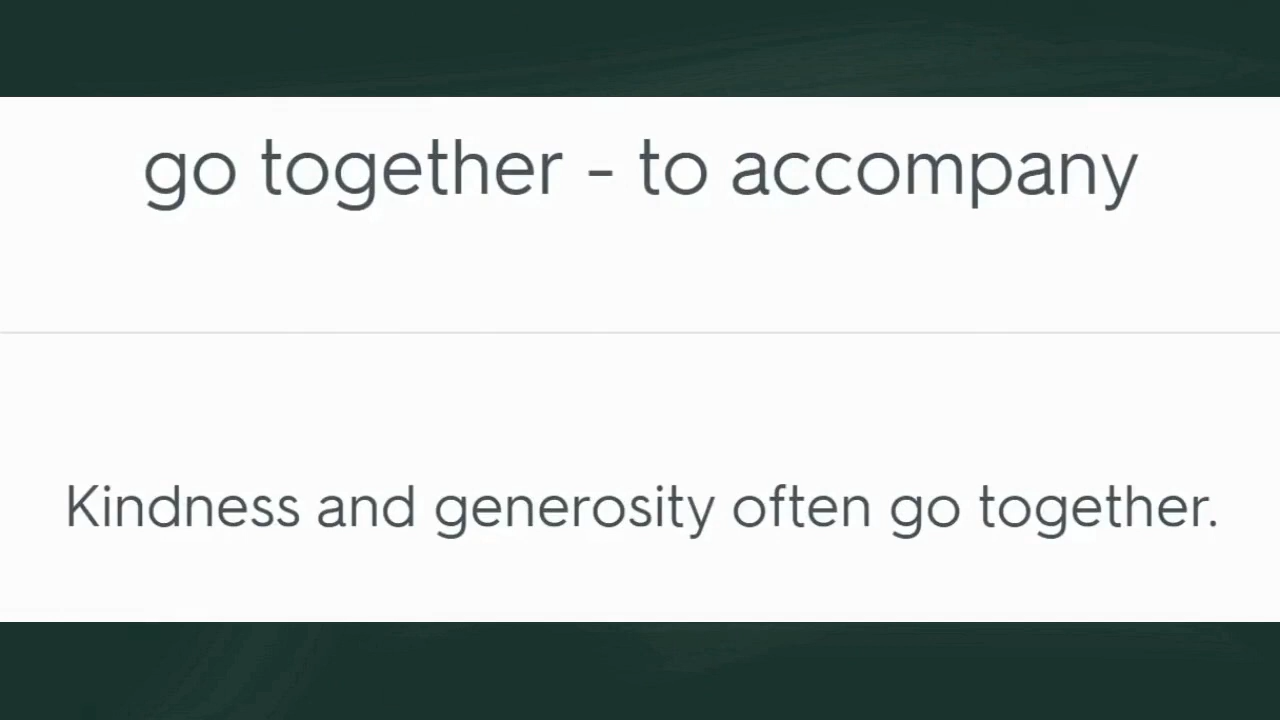 go together - to accompany
Kindness and generosity often go together.